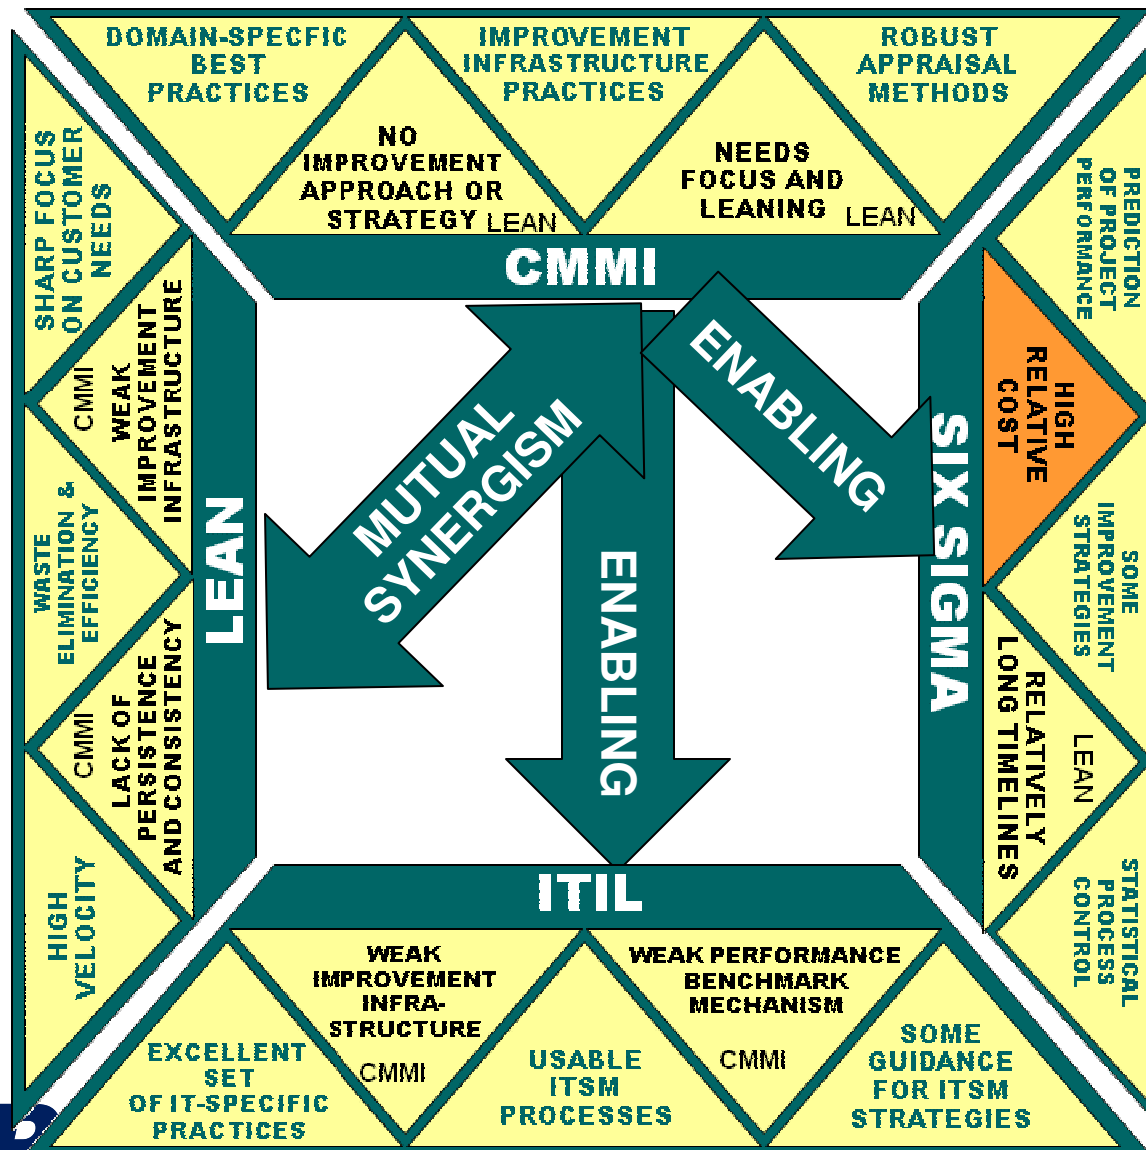 DOMAIN-SPECFIC
BEST
PRACTICES
IMPROVEMENT
INFRASTRUCTURE
PRACTICES
ROBUST
APPRAISAL
METHODS
NO
IMPROVEMENT
APPROACH OR
STRATEGY LEAN
NEEDS
FOCUS AND
LEANING LEAN
CMMI
SHARP FOCUS
ON CUSTOMER
NEEDS
CMMI
WEAK
IMPROVEMENT
INFRASTRUCTURE
WASTE
ELIMINATION &
EFFICIENCY
CMMI
LACK OF
PERSISTENCE
AND CONSISTENCY
HIGH
VELOCITY
LEAN
MUTUAL
SYNERGISM
ENABLING
ENABLING
SIX SIGMA
PREDICTION
OF PROJECT
PERFORMANCE
HIGH
RELATIVE
COST
SOME
IMPROVEMENT
STRATEGIES
LEAN
RELATIVELY
LONG TIMELINES
STATISTICAL
PROCESS
CONTROL
ITIL
WEAK
IMPROVEMENT
INFRA-
STRUCTURE
CMMI
WEAK PERFORMANCE
BENCHMARK
MECHANISM
CMMI
EXCELLENT
SET
OF IT-SPECIFIC
PRACTICES
USABLE
ITSM
PROCESSES
SOME
GUIDANCE
FOR ITSM
STRATEGIES